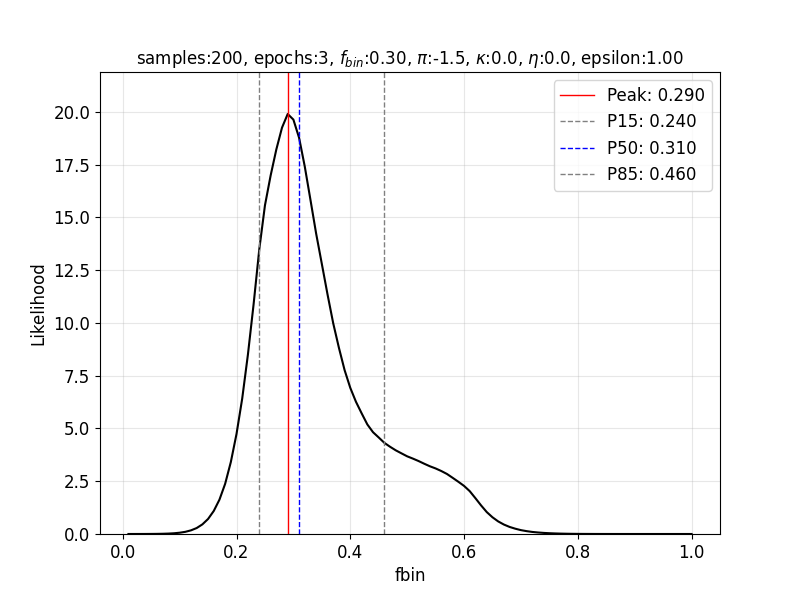 samples:200, epochs:3, f_bin:0.30, π:-1.5, κ:0.0, η:0.0, epsilon:1.00
Peak: 0.290
P15: 0.240
P50: 0.310
P85: 0.460
20.0
17.5
15.0
12.5
10.0
7.5
5.0
2.5
0.0
Likelihood
0.0 0.2 0.4 0.6 0.8 1.0
fbin